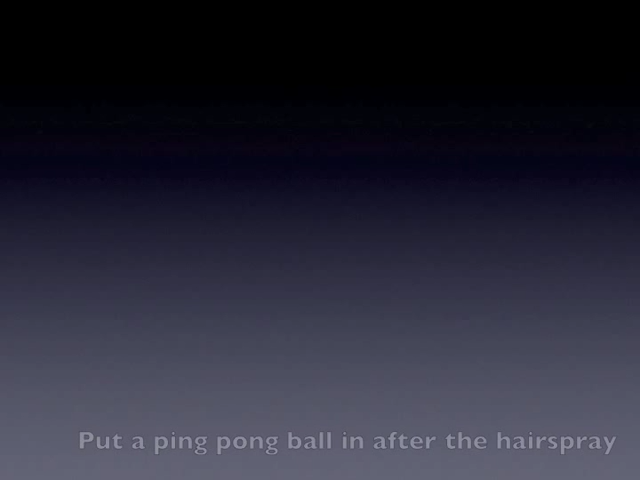 Put a ping pong ball in after the hairspray